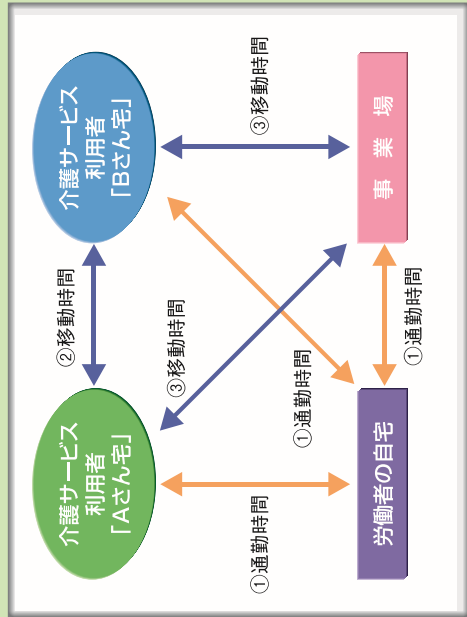 介護サービス
利用者
「Aさん宅」
②移動時間
介護サービス
利用者
「Bさん宅」
①通勤時間
③移動時間
①通勤時間
③移動時間
労働者の自宅
①通勤時間
事業場